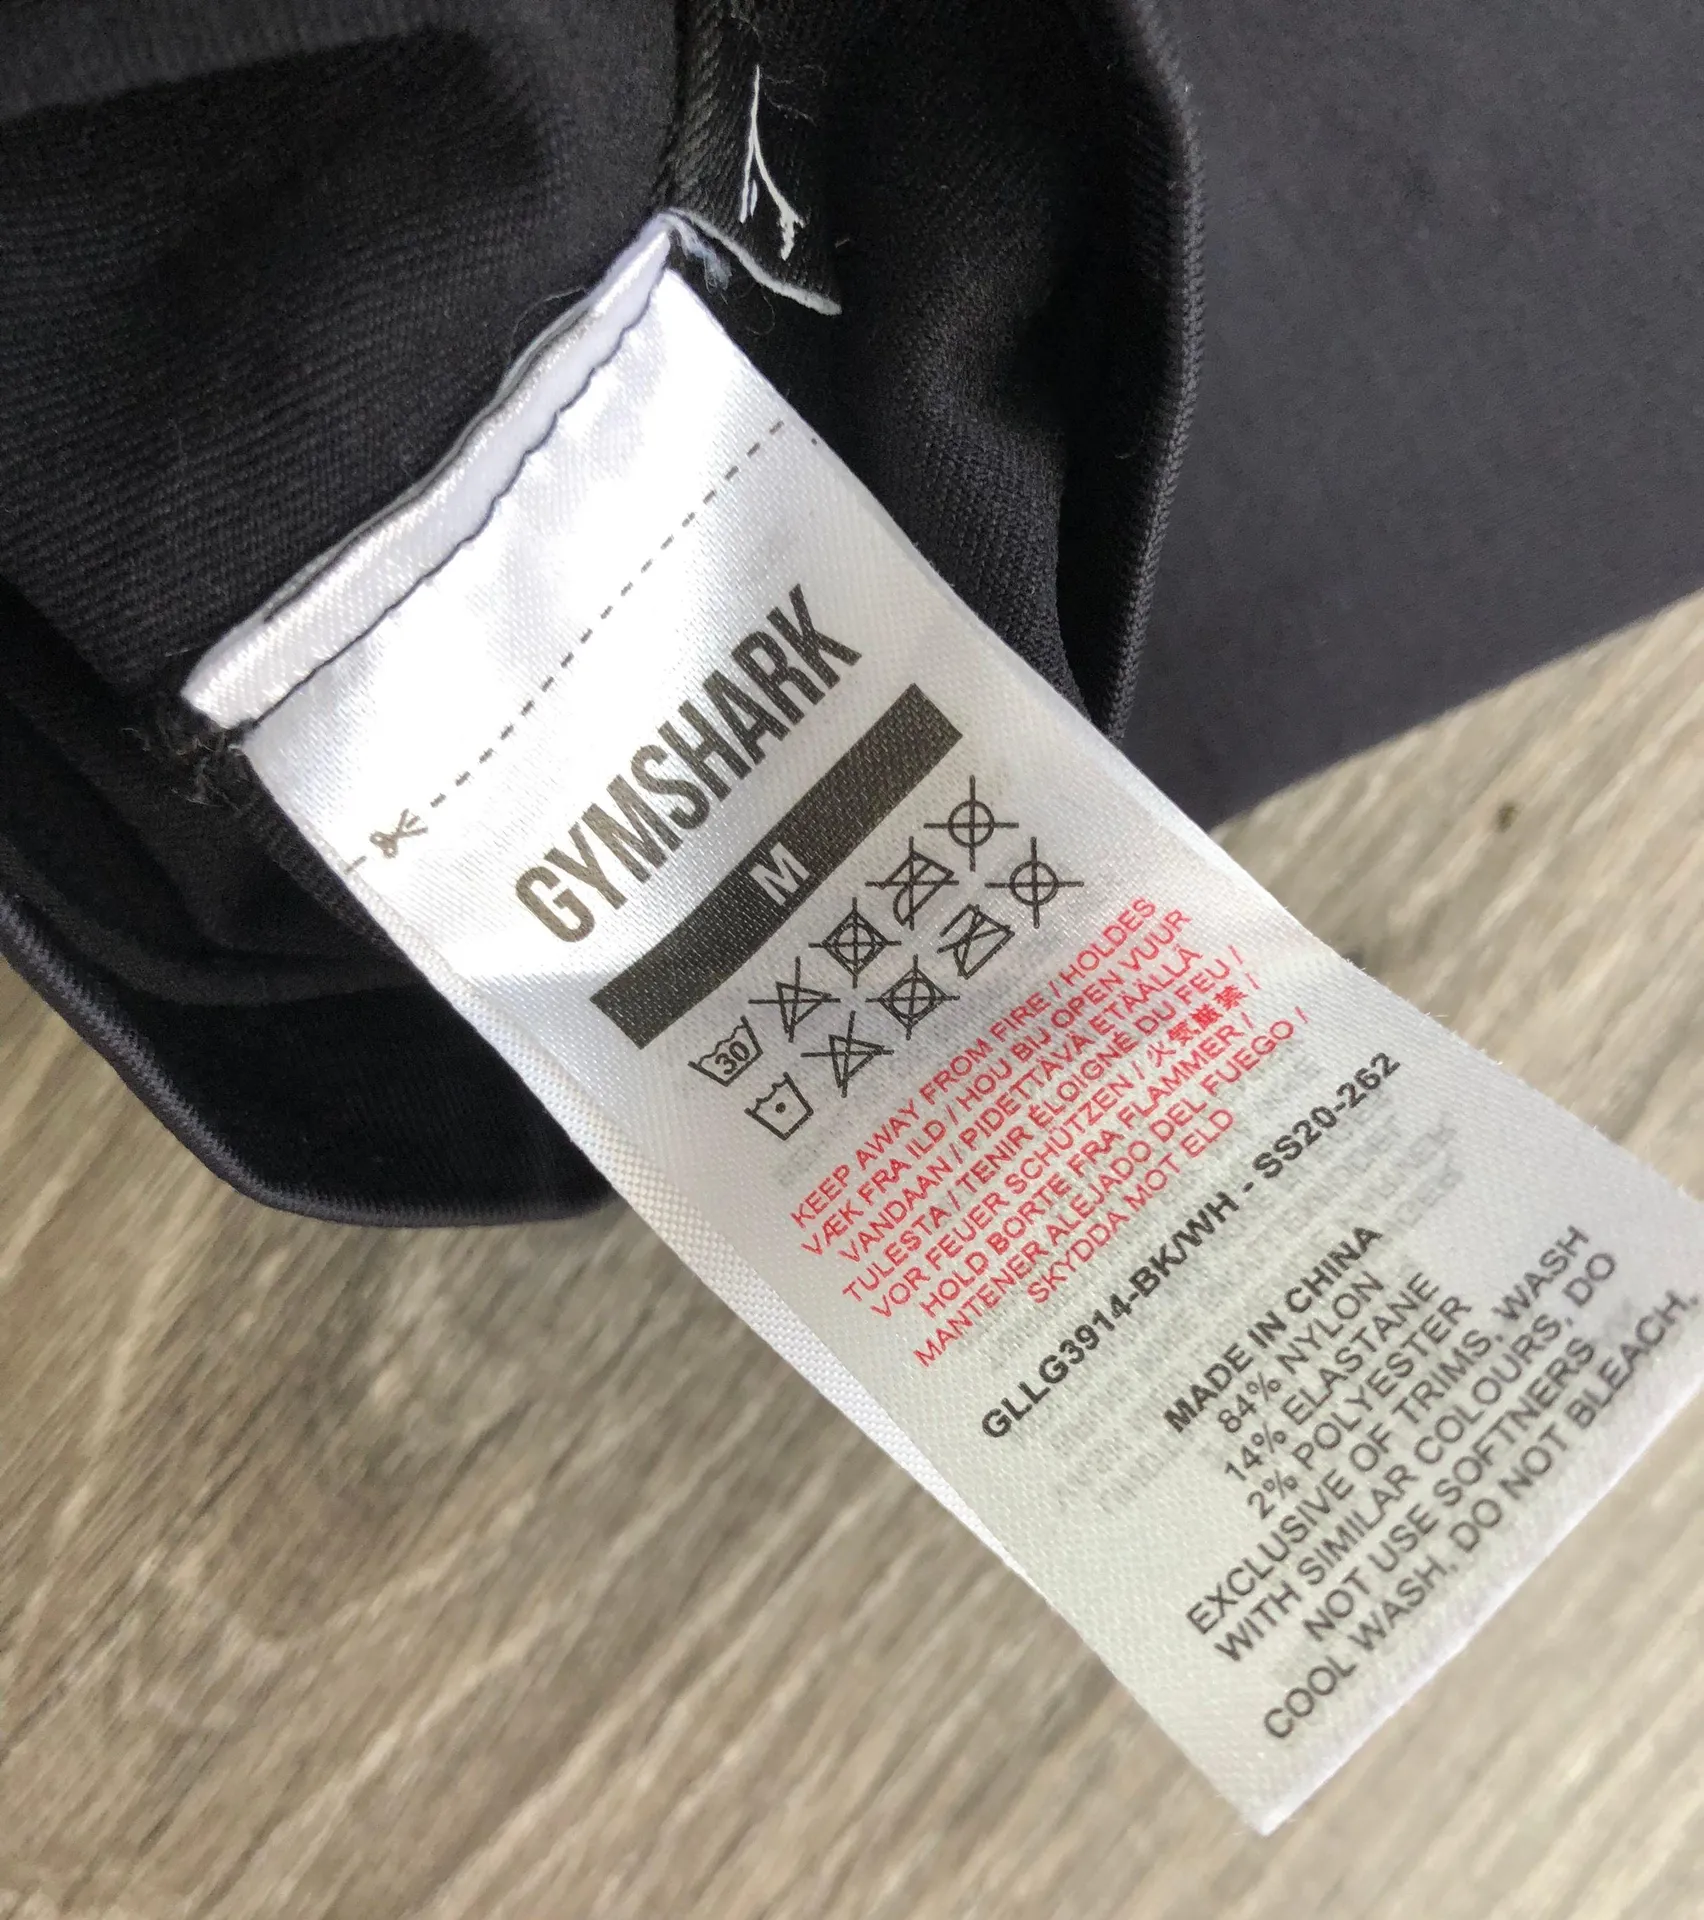 GYMSHARK
M
30
KEEP AWAY FROM FIRE / HOLDES
VÆK FRA ILD / HOU BIJ OPEN VUUR
VANDAAN / PIDETTÄVÄ ETÄÄLLÄ
TULESTA / TENIR ÉLOIGNÉ DU FEU /
VOR FEUER SCHÜTZEN / 火気厳禁 /
HOLD BORTE FRA FLAMMER /
MANTENER ALEJADO DEL FUEGO /
SKYDDA MOT ELD
GLLG3914-BK/WH - SS20-262
MADE IN CHINA
84% NYLON
14% ELASTANE
2% POLYESTER
EXCLUSIVE OF TRIMS, WASH
WITH SIMILAR COLOURS, DO
NOT USE SOFTNERS
COOL WASH, DO NOT BLEACH,